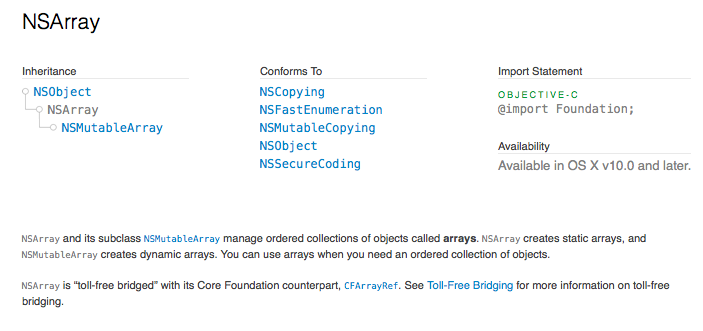 NSArray
Inheritance
NSObject
NSArray
NSMutableArray
Conforms To
NSCopying
NSFastEnumeration
NSMutableCopying
NSObject
NSSecureCoding
Import Statement
OBJECTIVE-C
@import Foundation;
Availability
Available in OS X v10.0 and later.
NSArray and its subclass NSMutableArray manage ordered collections of objects called arrays. NSArray creates static arrays, and
NSMutableArray creates dynamic arrays. You can use arrays when you need an ordered collection of objects.
NSArray is “toll-free bridged” with its Core Foundation counterpart, CFArrayRef. See Toll-Free Bridging for more information on toll-free
bridging.